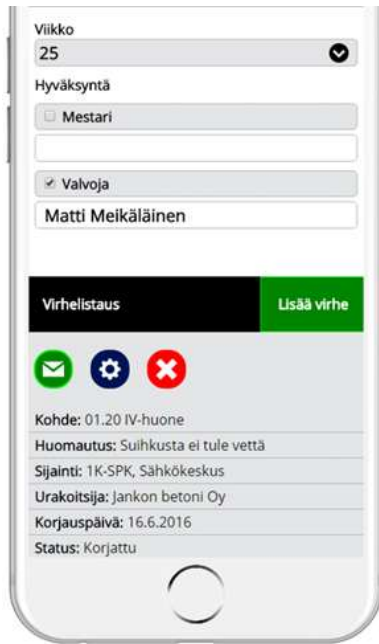 Viikko
25
Hyväksyntä
Mestari
Valvoja
Matti Meikäläinen
Virhelistaus
Lisää virhe
Kohde: 01.20 IV-huone
Huomautus: Suihkusta ei tule vettä
Sijainti: 1K-SPK, Sähkökeskus
Urakoitsija: Jankon betoni Oy
Korjauspäivä: 16.6.2016
Status: Korjattu